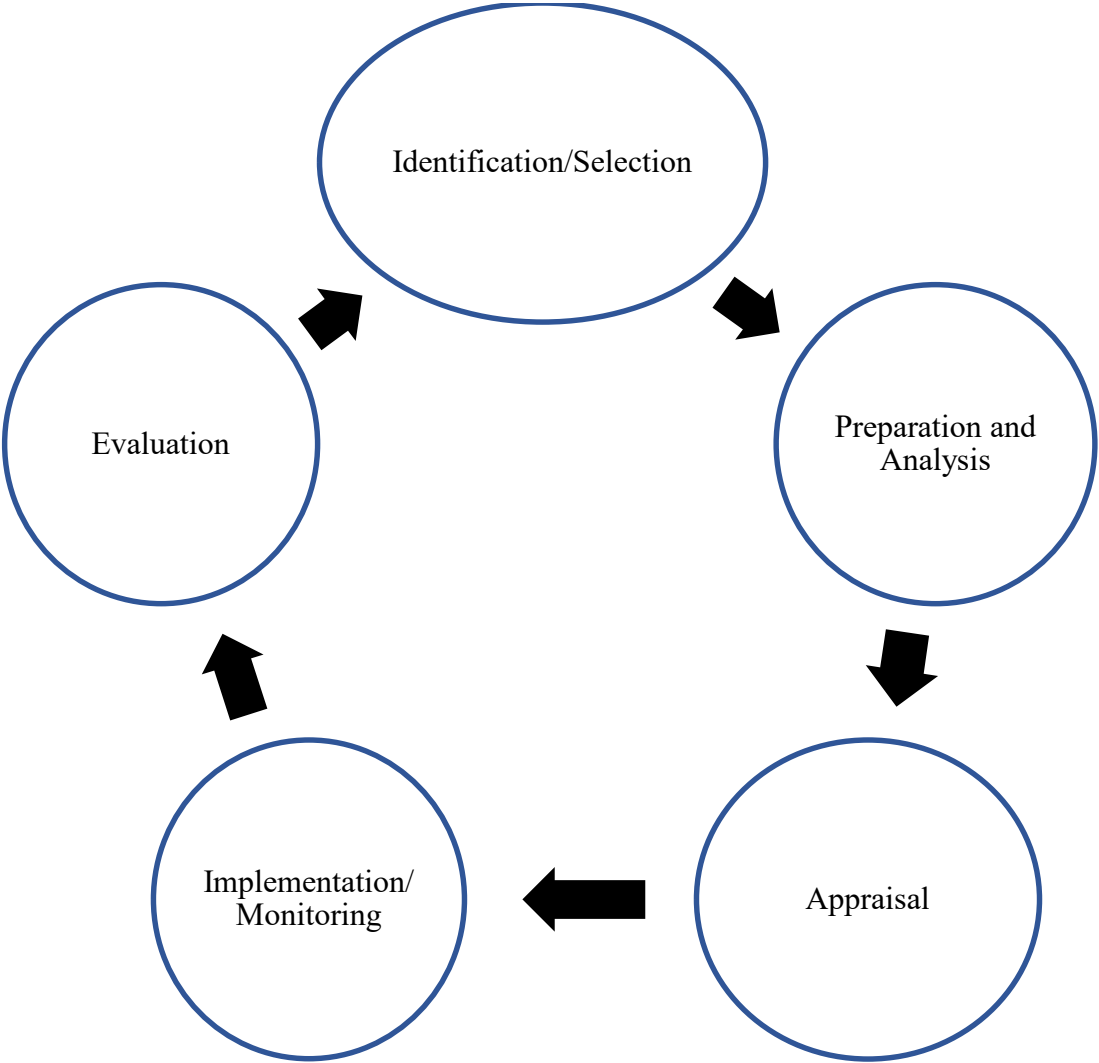 Identification/Selection
Preparation and
Analysis
Appraisal
Implementation/
Monitoring
Evaluation